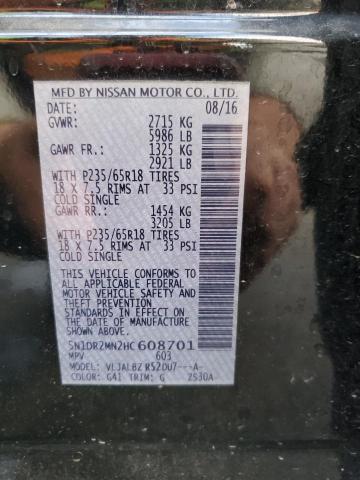 MFD BY NISSAN MOTOR CO., LTD.
DATE: 08/16
GVWR: 2715 KG
5986 LB
GAWR FR.: 1325 KG
2921 LB
WITH P235/65R18 TIRES
18 X 7.5 RIMS AT 33 PSI
COLD SINGLE
GAWR RR.: 1454 KG
3205 LB
WITH P235/65R18 TIRES
18 X 7.5 RIMS AT 33 PSI
COLD SINGLE
THIS VEHICLE CONFORMS TO
ALL APPLICABLE FEDERAL
MOTOR VEHICLE SAFETY AND
THEFT PREVENTION
STANDARDS IN EFFECT ON
THE DATE OF MANUFACTURE
SHOWN ABOVE.
5N1DR2MN2HC608701
MPV 603
MODEL: VLJALBZ R52DU7---A-
COLOR: G41 TRIM: G ZS30A